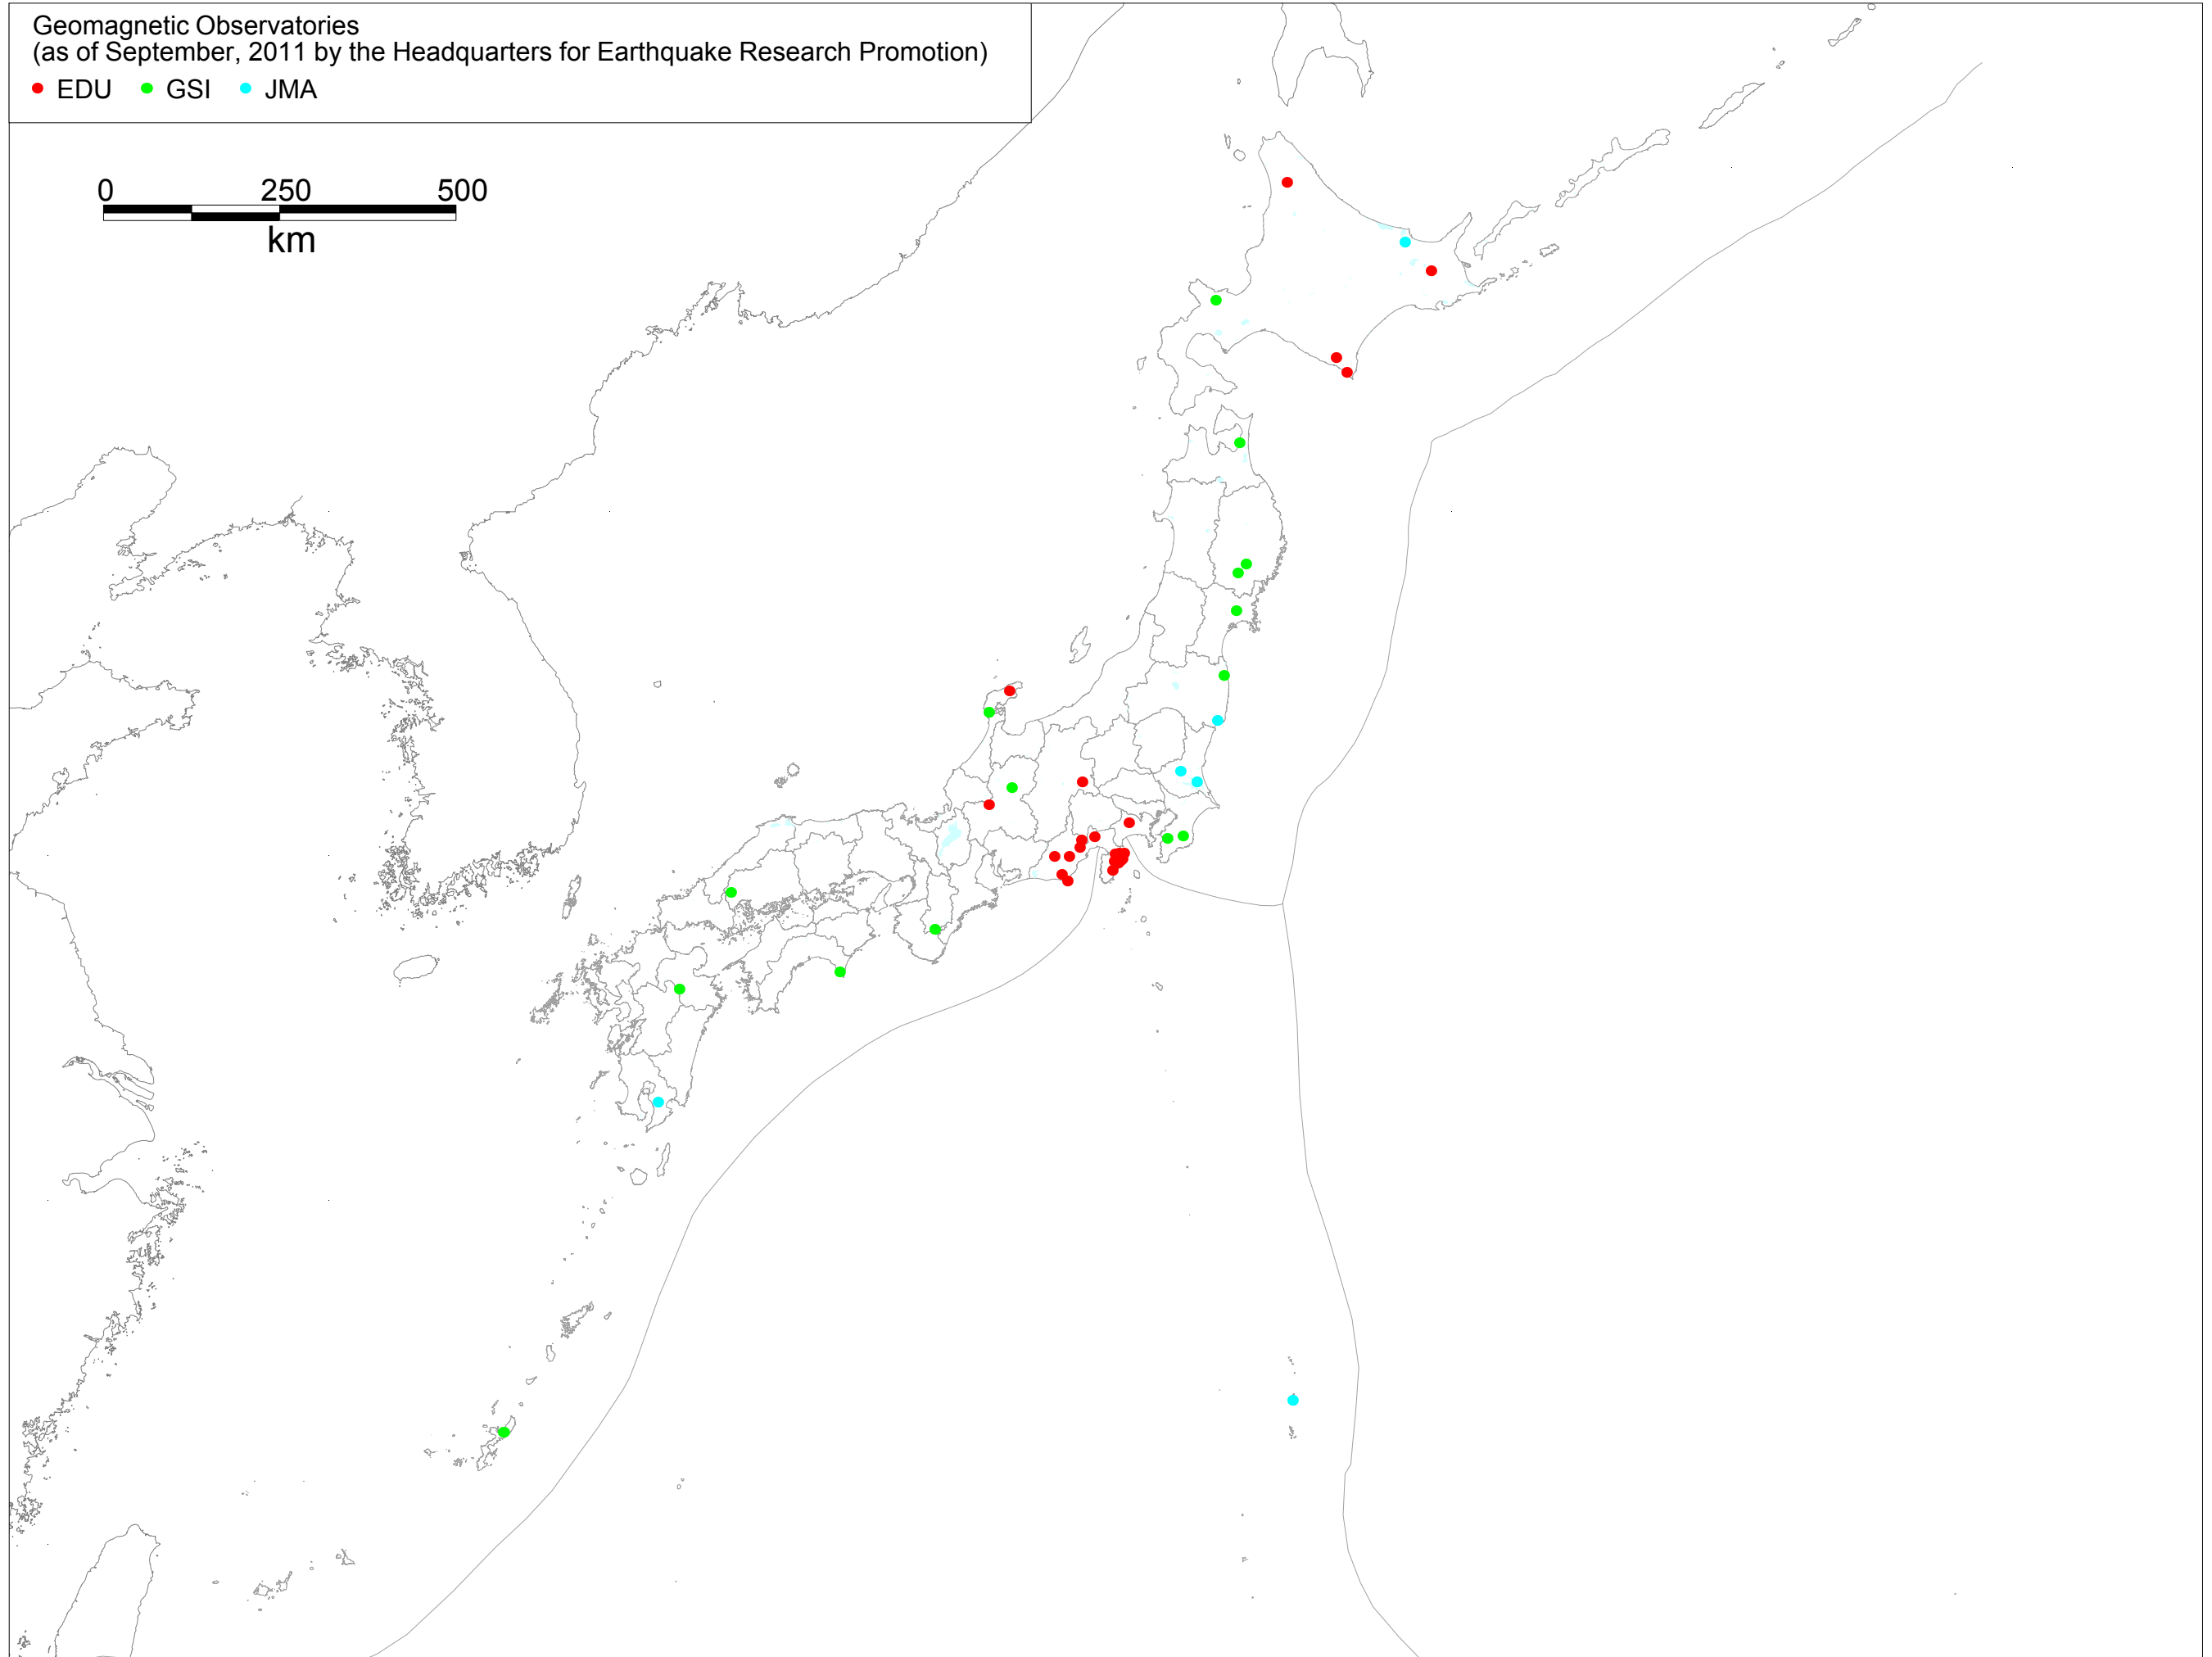 Geomagnetic Observatories
(as of September, 2011 by the Headquarters for Earthquake Research Promotion)
EDU GSI JMA
0 250 500
km